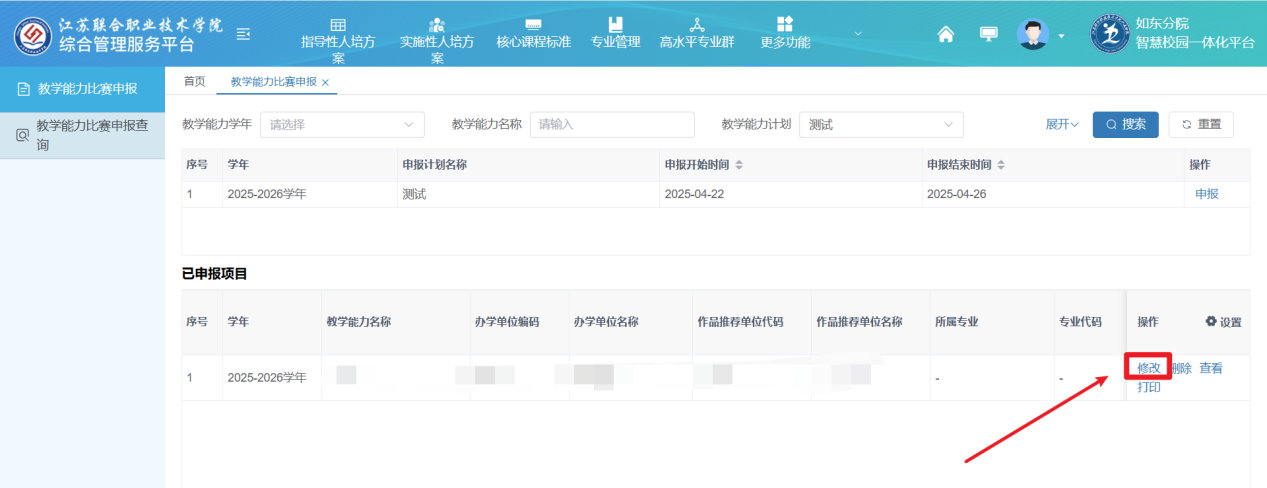 江苏联合职业技术学院
综合管理服务平台
指导性人培方
案
实施性人培方
案
核心课程标准
专业管理
高水平专业群
更多功能
如东分院
智慧校园一体化平台
教学能力比赛申报
教学能力比赛申报查
询
首页 教学能力比赛申报 ×
教学能力学年 请选择 教学能力名称 请输入 教学能力计划 测试 展开 搜索 重置
序号 学年 申报计划名称 申报开始时间 申报结束时间 操作
1 2025-2026学年 测试 2025-04-22 2025-04-26 申报
已申报项目
序号 学年 教学能力名称 办学单位编码 办学单位名称 作品推荐单位代码 作品推荐单位名称 所属专业 专业代码 操作 设置
1 2025-2026学年 - - 修改 删除 查看
打印